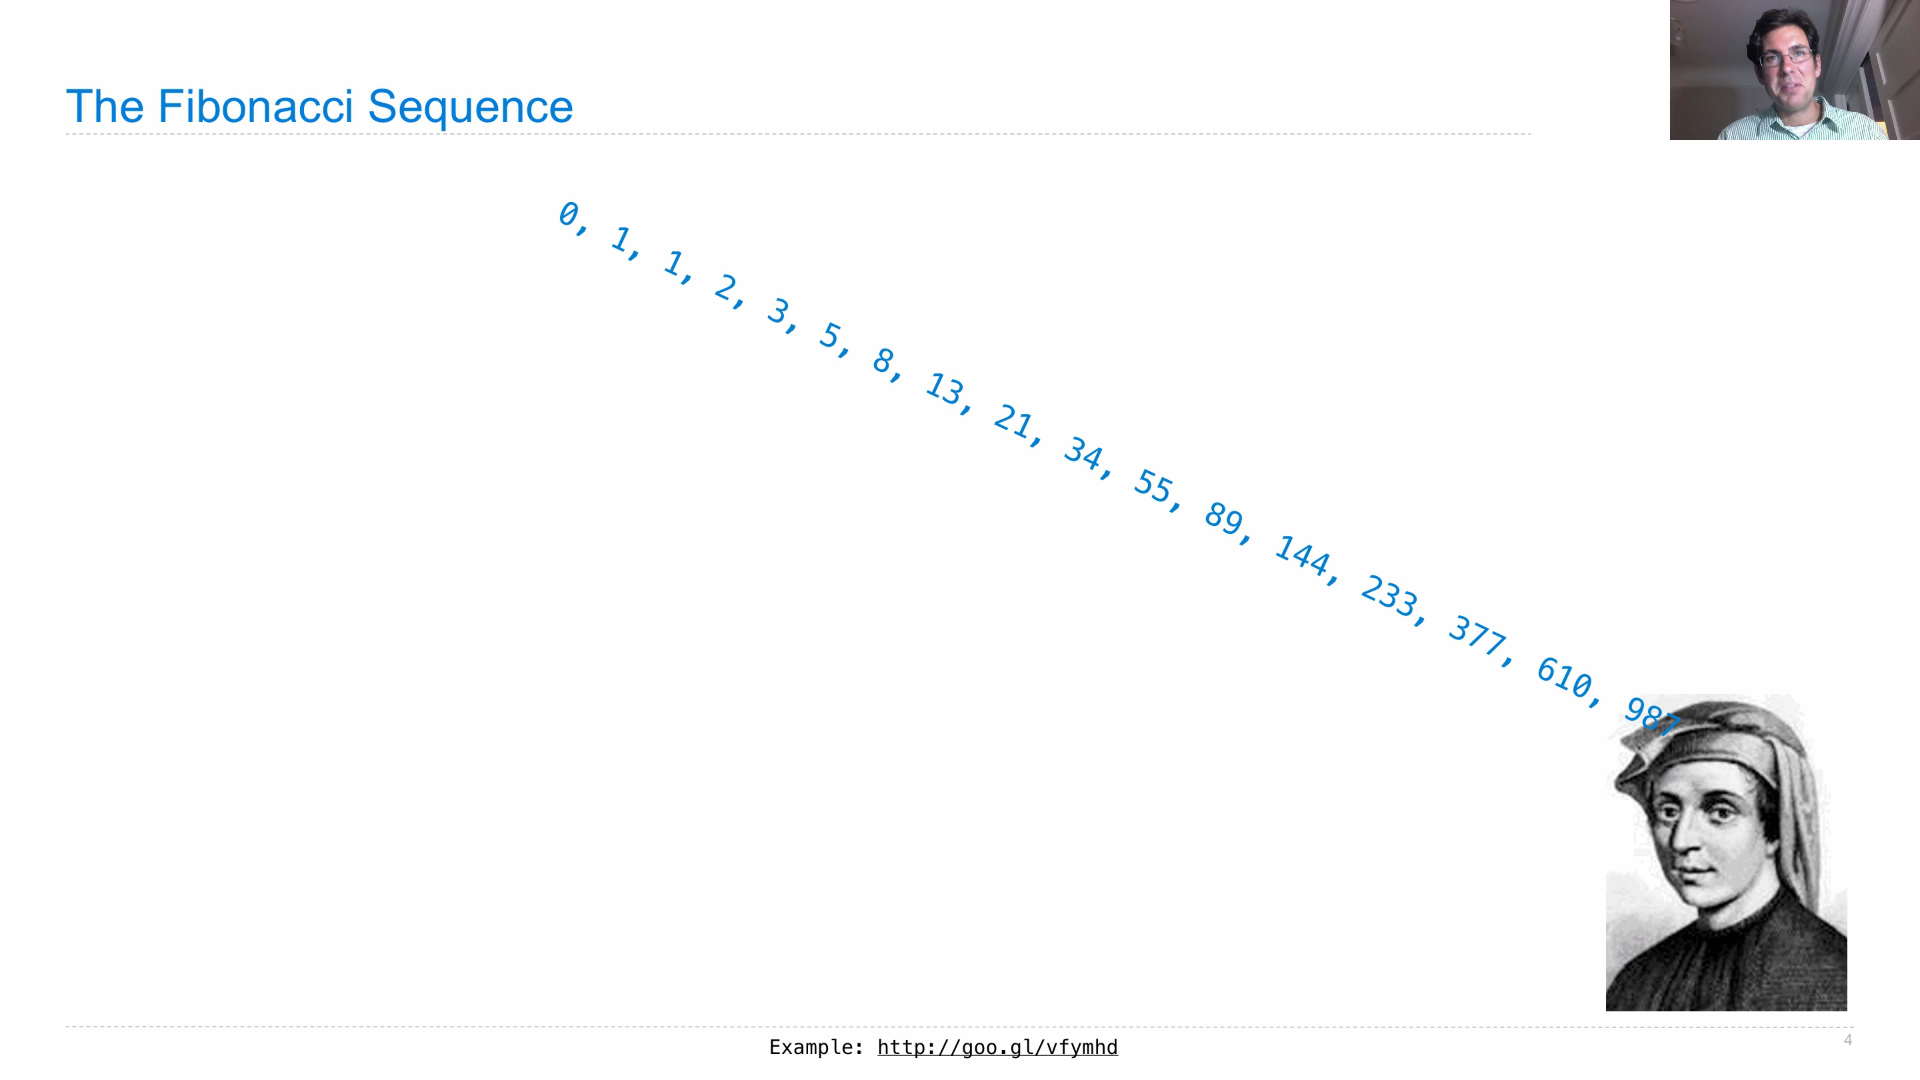 The Fibonacci Sequence
0, 1, 1, 2, 3, 5, 8, 13, 21, 34, 55, 89, 144, 233, 377, 610, 987
Example: http://goo.gl/vfymhd
4